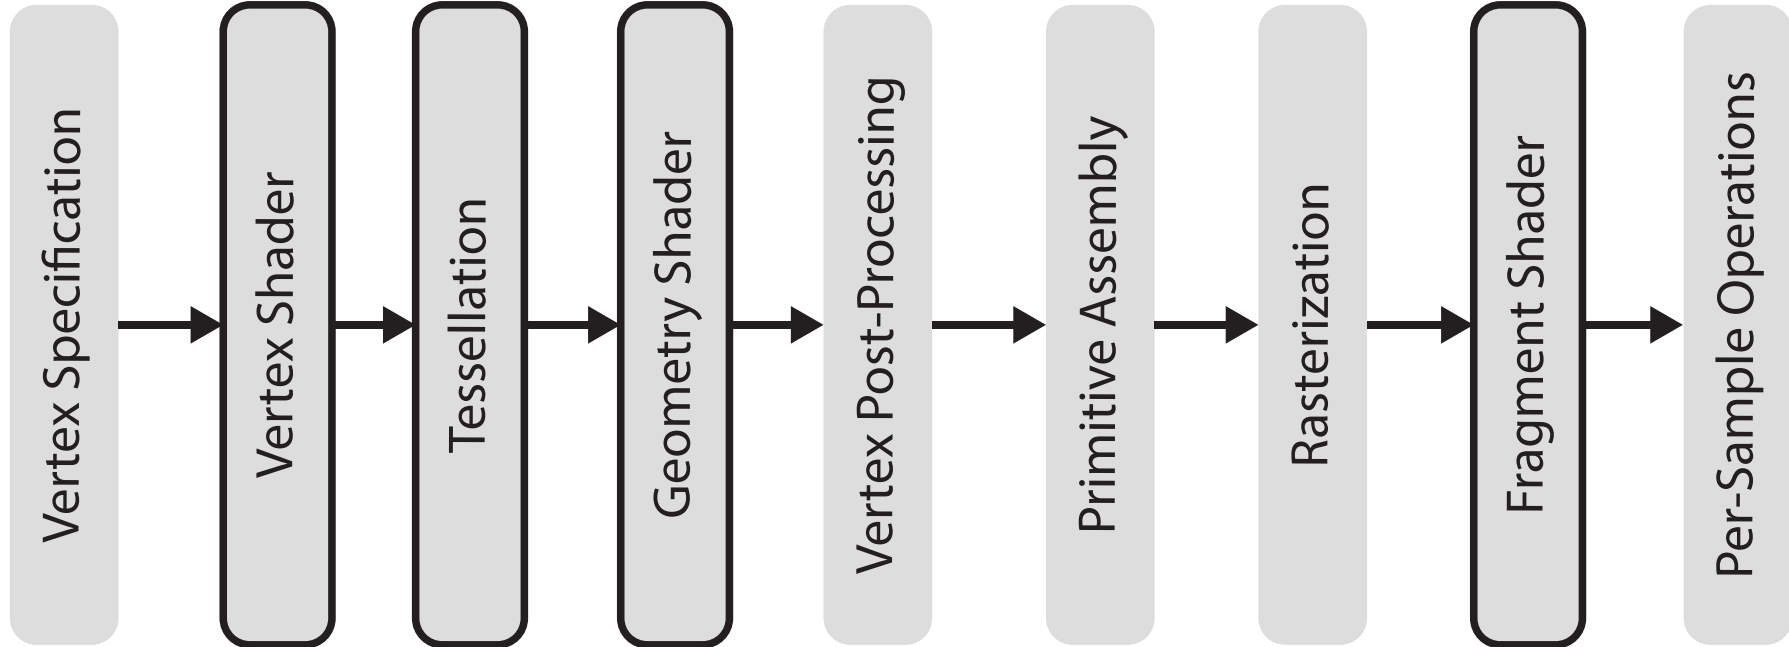 Vertex Specification
Vertex Shader
Tessellation
Geometry Shader
Vertex Post-Processing
Primitive Assembly
Rasterization
Fragment Shader
Per-Sample Operations